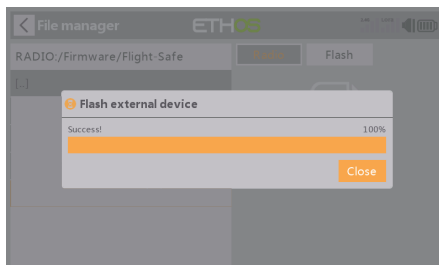 File manager
ETHOS
RADIO:/Firmware/Flight-Safe
Flash
[..]
Flash external device
Success!
100%
Close